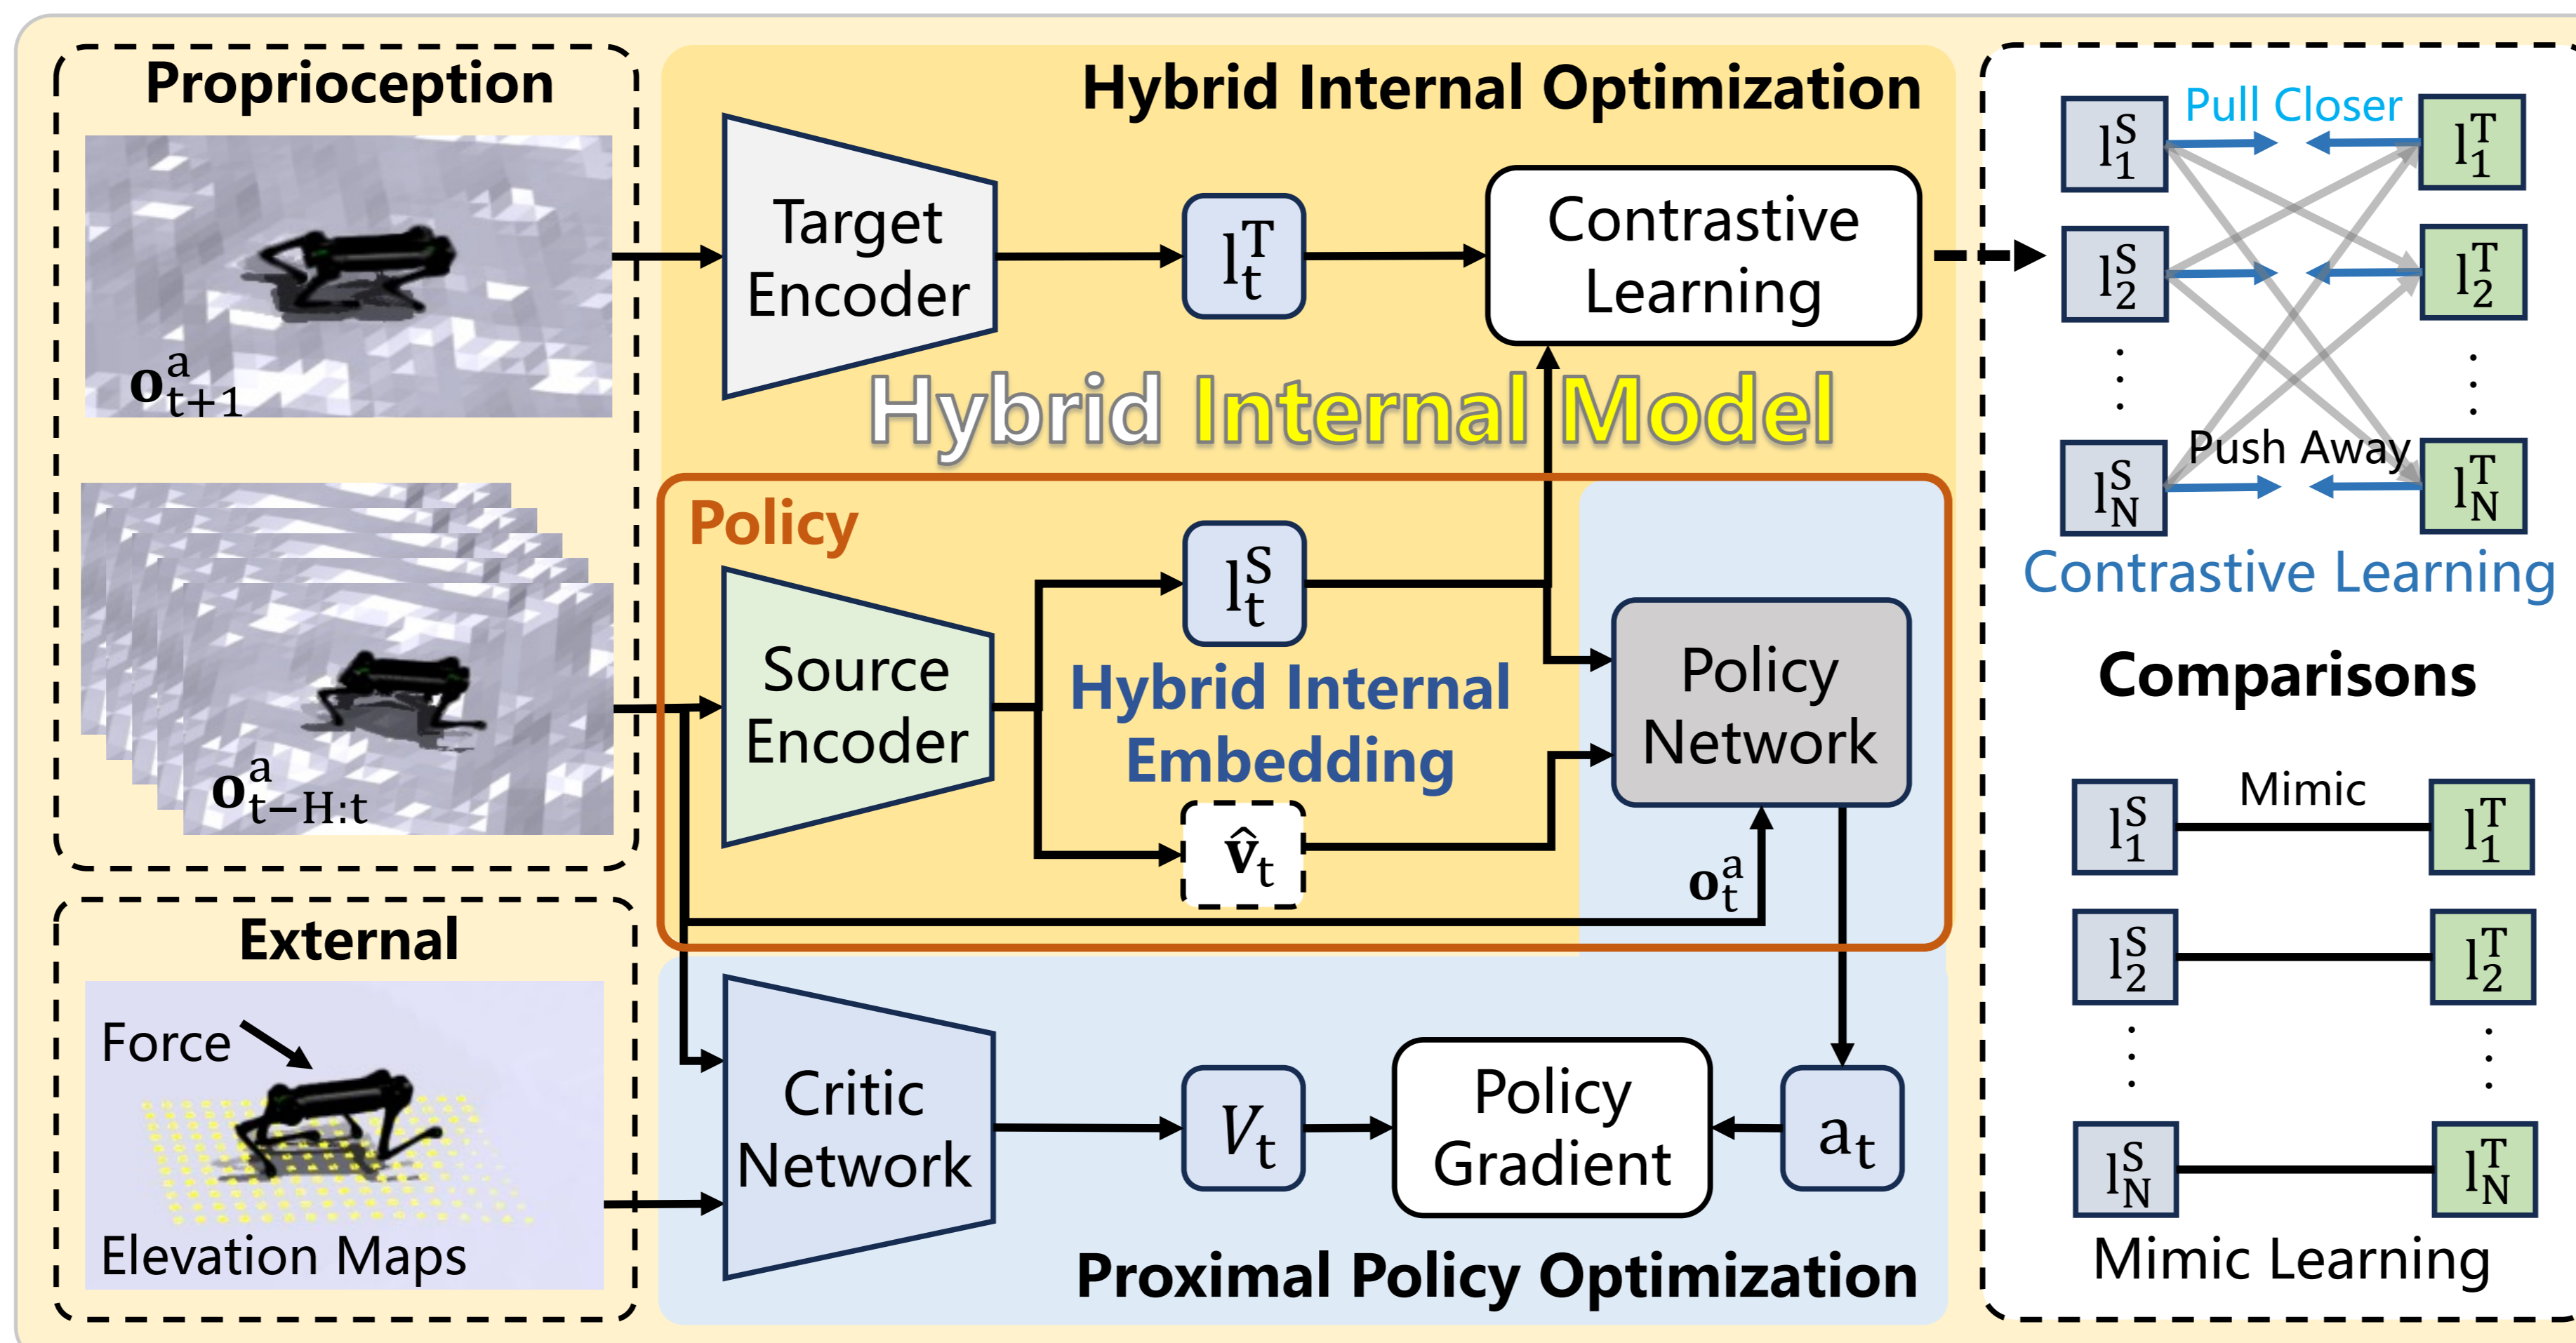 Proprioception
o^a_{t+1}
o^a_{t−H:t}
External
Force
Elevation Maps
Hybrid Internal Optimization
Target
Encoder
l^T_t
Contrastive
Learning
Hybrid Internal Model
Policy
Source
Encoder
l^S_t
Hybrid Internal
Embedding
v̂_t
Policy
Network
o^a_t
Critic
Network
V_t
Policy
Gradient
a_t
Proximal Policy Optimization
l^S_1 Pull Closer l^T_1
l^S_2 l^T_2
⋮ ⋮
l^S_N Push Away l^T_N
Contrastive Learning
Comparisons
l^S_1 Mimic l^T_1
l^S_2 l^T_2
⋮ ⋮
l^S_N l^T_N
Mimic Learning